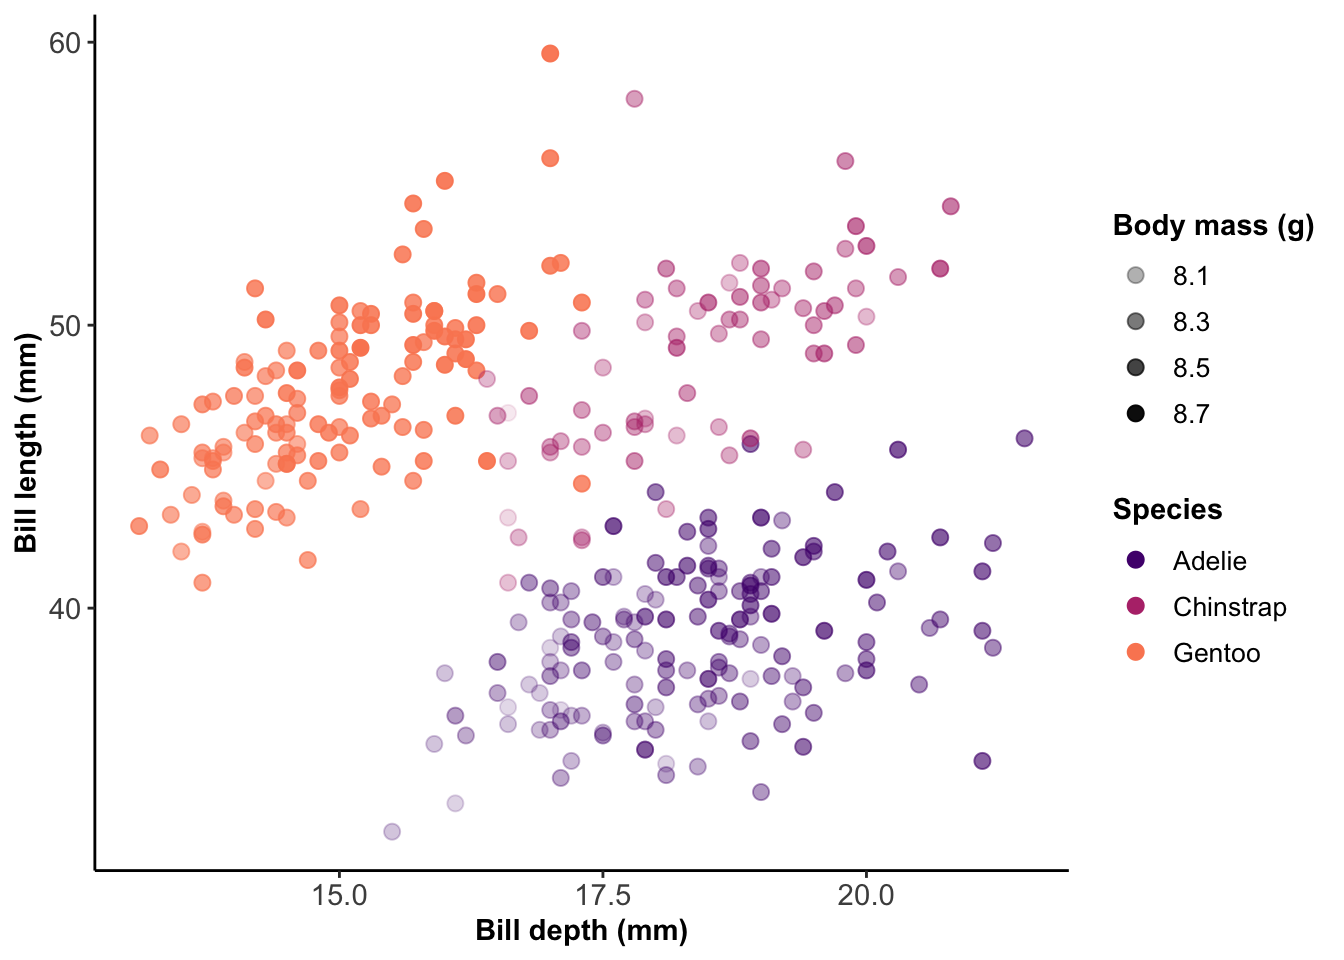 60
50
40
Bill length (mm)
15.0 17.5 20.0
Bill depth (mm)
Body mass (g)
8.1
8.3
8.5
8.7
Species
Adelie
Chinstrap
Gentoo